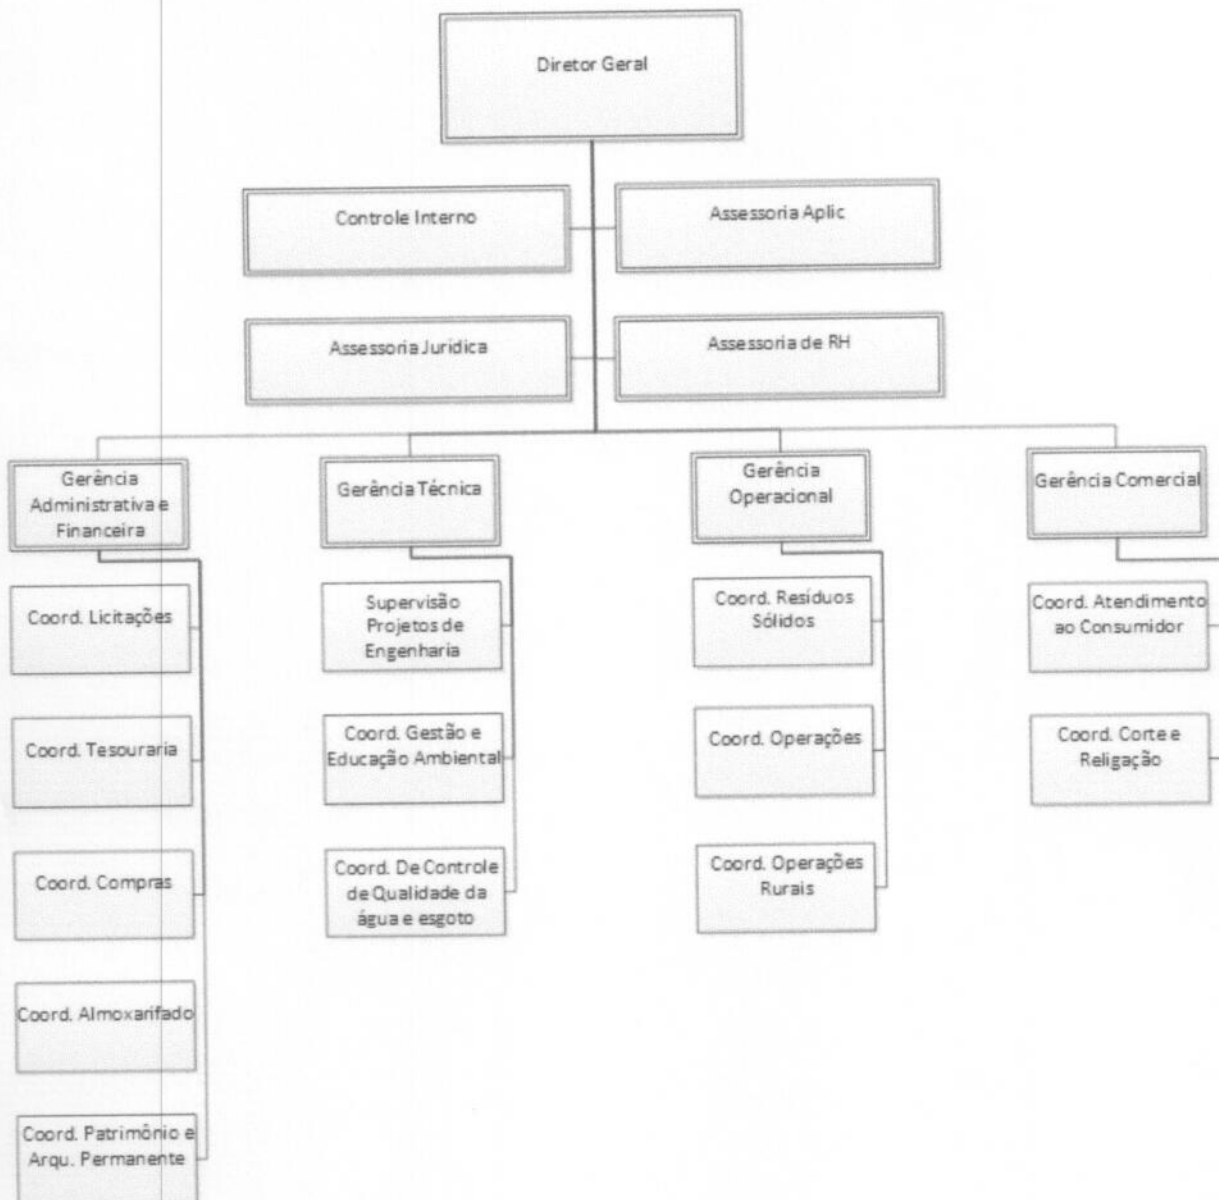 Diretor Geral
Controle Interno
Assessoria Aplic
Assessoria Juridica
Assessoria de RH
Gerência
Administrativa e
Financeira
Gerência Técnica
Gerência
Operacional
Gerência Comercial
Coord. Licitações
Supervisão
Projetos de
Engenharia
Coord. Resíduos
Sólidos
Coord. Atendimento
ao Consumidor
Coord. Tesouraria
Coord. Gestão e
Educação Ambiental
Coord. Operações
Coord. Corte e
Religação
Coord. Compras
Coord. De Controle
de Qualidade da
água e esgoto
Coord. Operações
Rurais
Coord. Almoxarifado
Coord. Patrimônio e
Arqu. Permanente